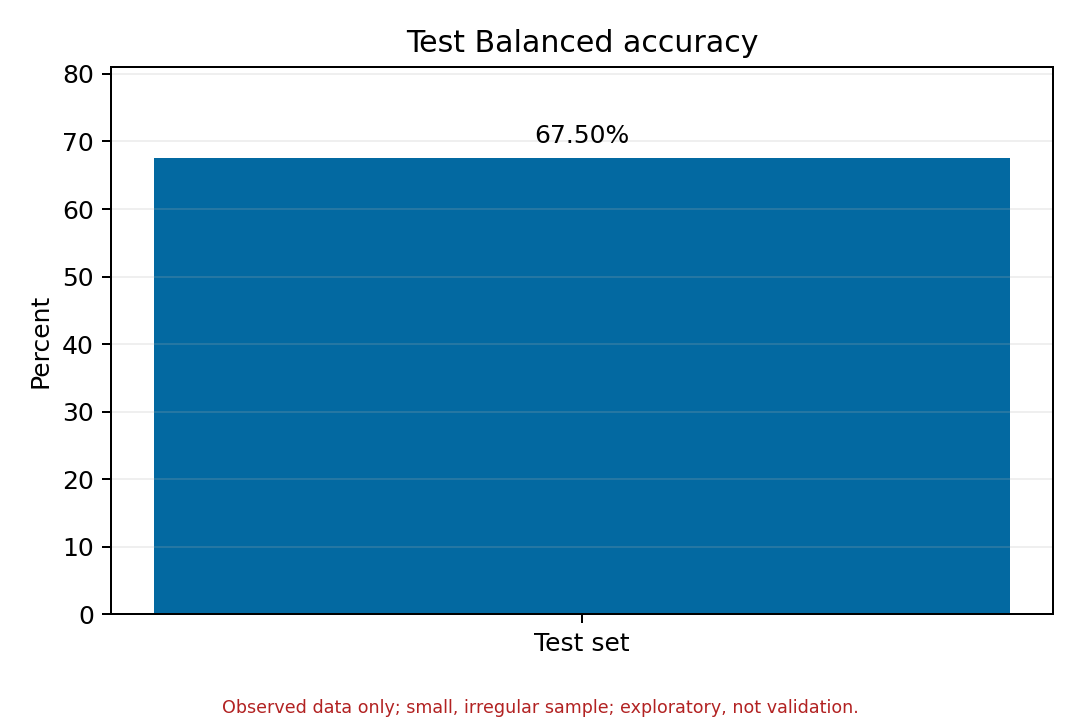 Test Balanced accuracy
80
70
60
50
40
30
20
10
0
Percent
67.50%
Test set
Observed data only; small, irregular sample; exploratory, not validation.